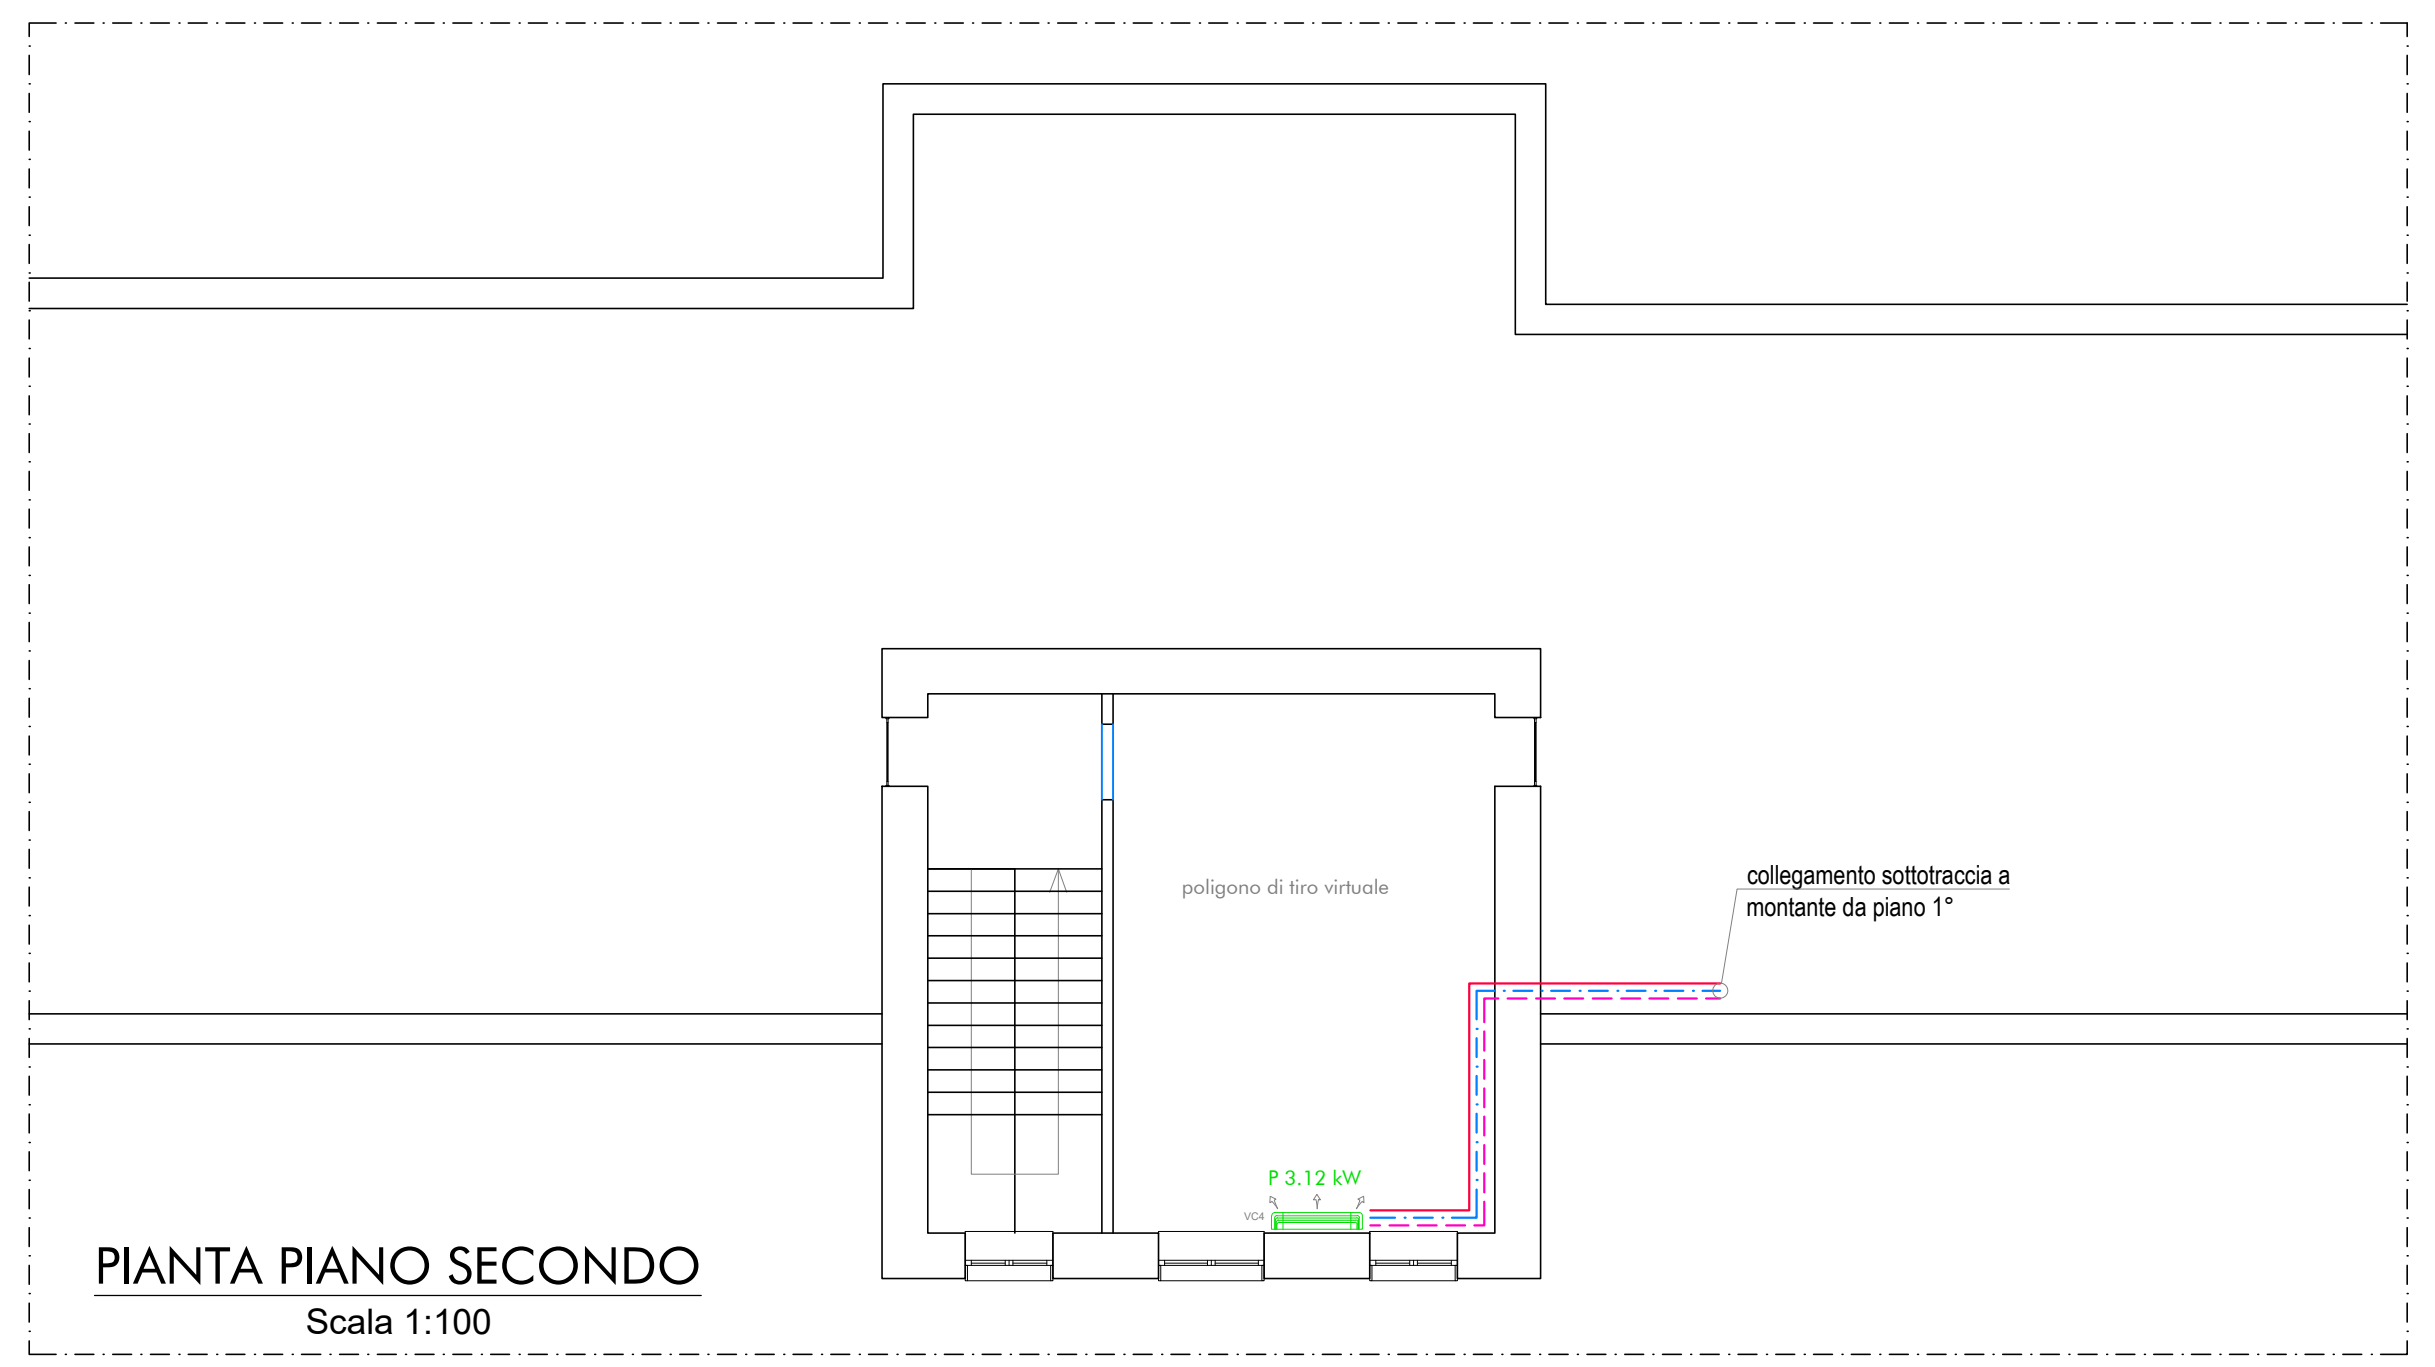 poligono di tiro virtuale
collegamento sottotraccia a
montante da piano 1°
P 3.12 kW
VC4
PIANTA PIANO SECONDO
Scala 1:100